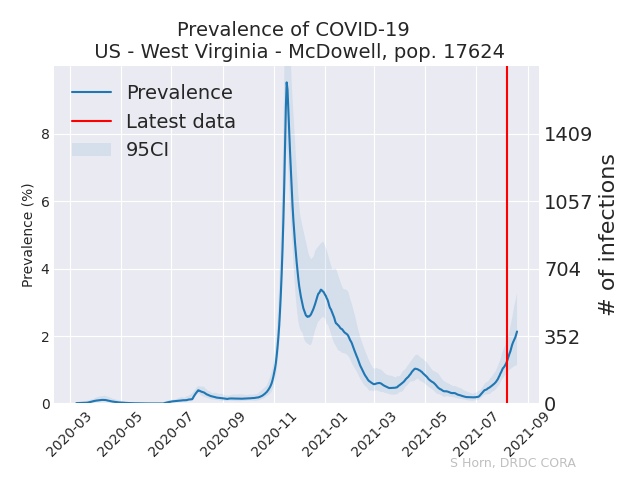 Prevalence of COVID-19
US - West Virginia - McDowell, pop. 17624
Prevalence
Latest data
95CI
Prevalence (%)
8
6
4
2
0
1409
1057
704
352
0
# of infections
2020-03
2020-05
2020-07
2020-09
2020-11
2021-01
2021-03
2021-05
2021-07
2021-09
S Horn, DRDC CORA